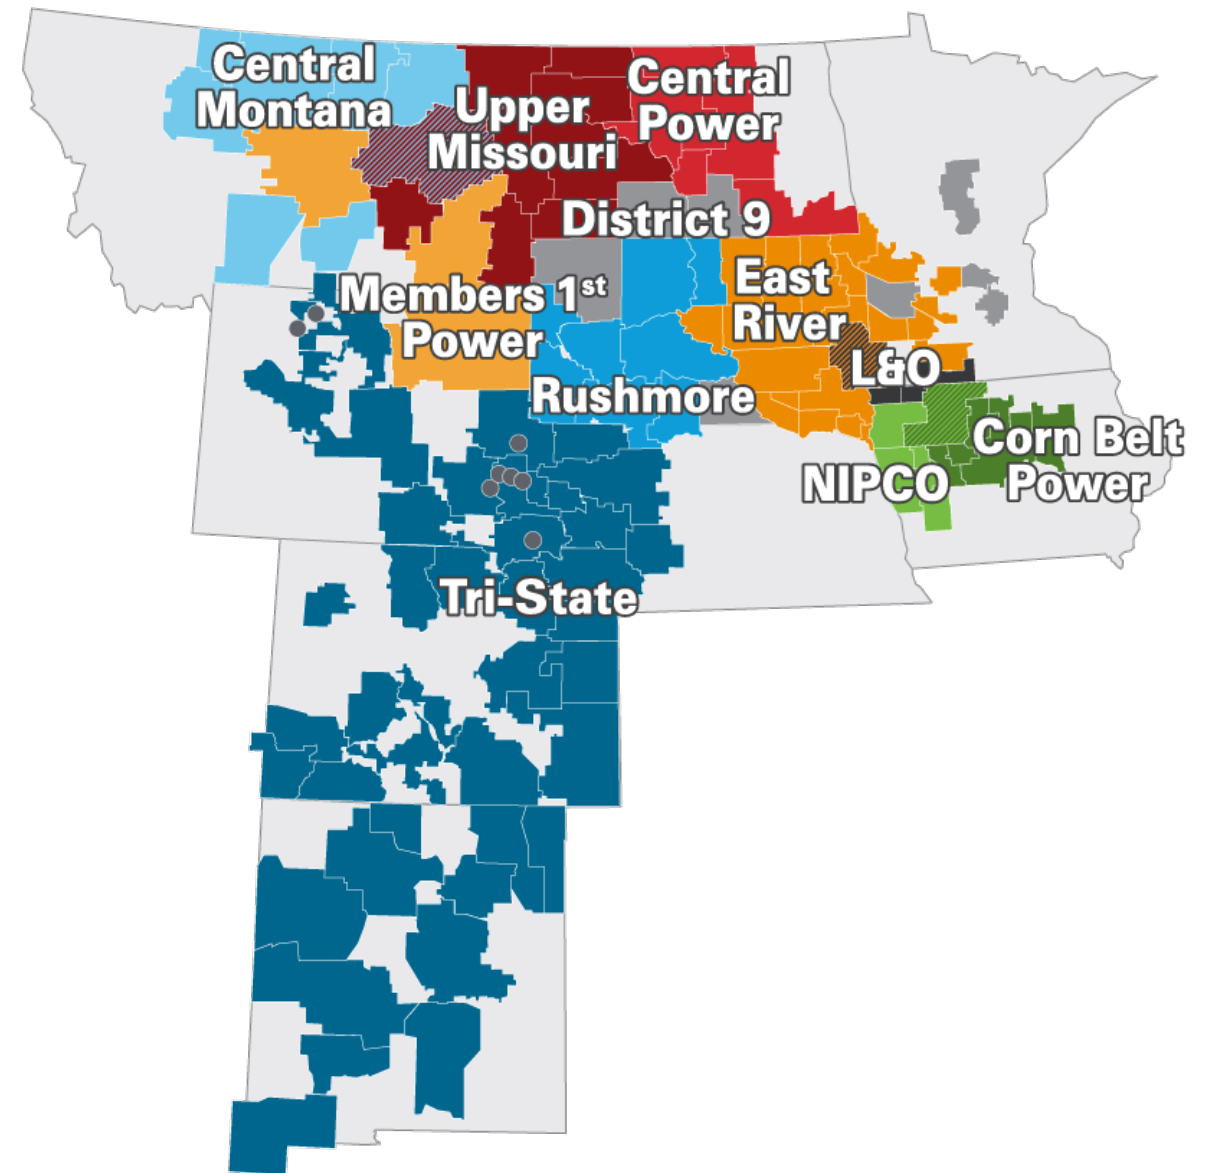 Central
Montana
Upper
Missouri
Central
Power
District 9
Members 1st
Power
East
River
L&O
Rushmore
Corn Belt
Power
NIPCO
Tri-State